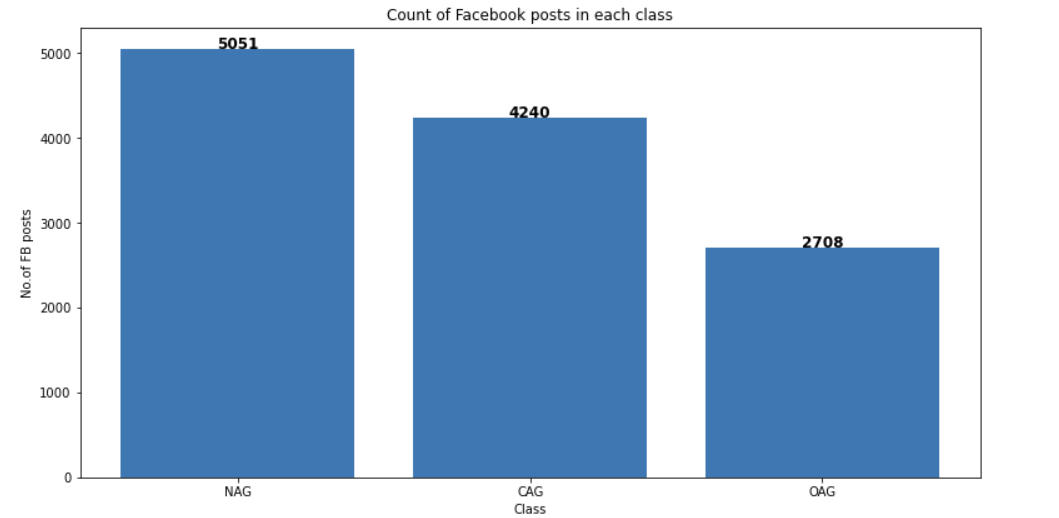 Count of Facebook posts in each class
5051
4240
2708
5000
4000
3000
2000
1000
0
No.of FB posts
NAG
CAG
OAG
Class